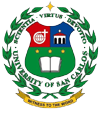 SCIENTIA · VIRTUS · DEVOTIO
UNIVERSITY OF SAN CARLOS
WITNESS TO THE WORD